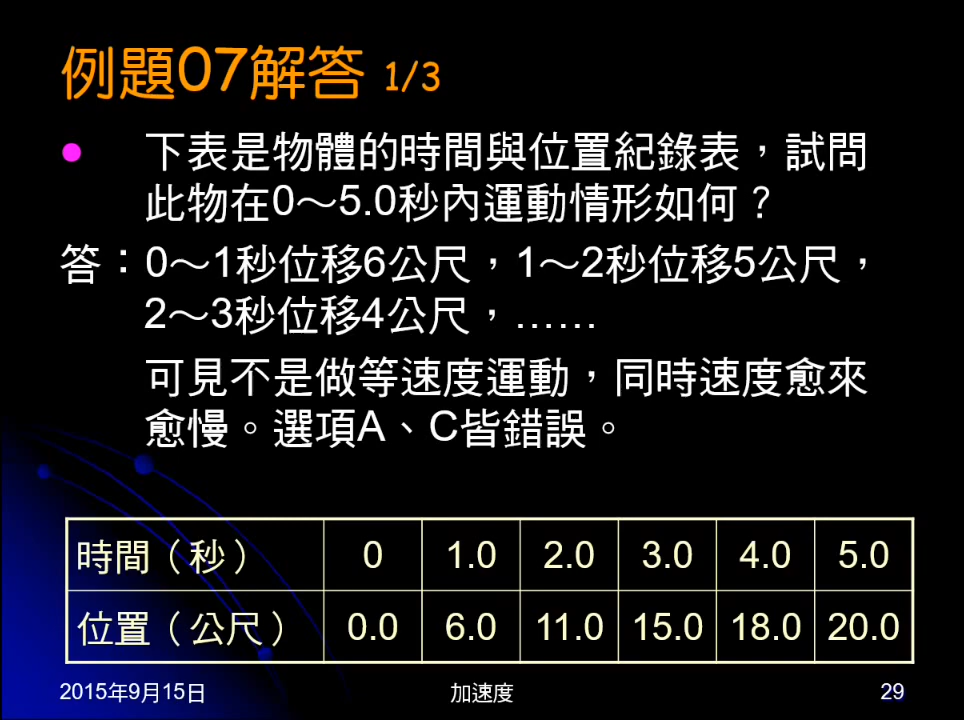 例題07解答 1/3
下表是物體的時間與位置紀錄表，試問
此物在0～5.0秒內運動情形如何？
答：0～1秒位移6公尺，1～2秒位移5公尺，
2～3秒位移4公尺，……
可見不是做等速度運動，同時速度愈來
愈慢。選項A、C皆錯誤。
時間（秒） 0 1.0 2.0 3.0 4.0 5.0
位置（公尺） 0.0 6.0 11.0 15.0 18.0 20.0
2015年9月15日 加速度 29